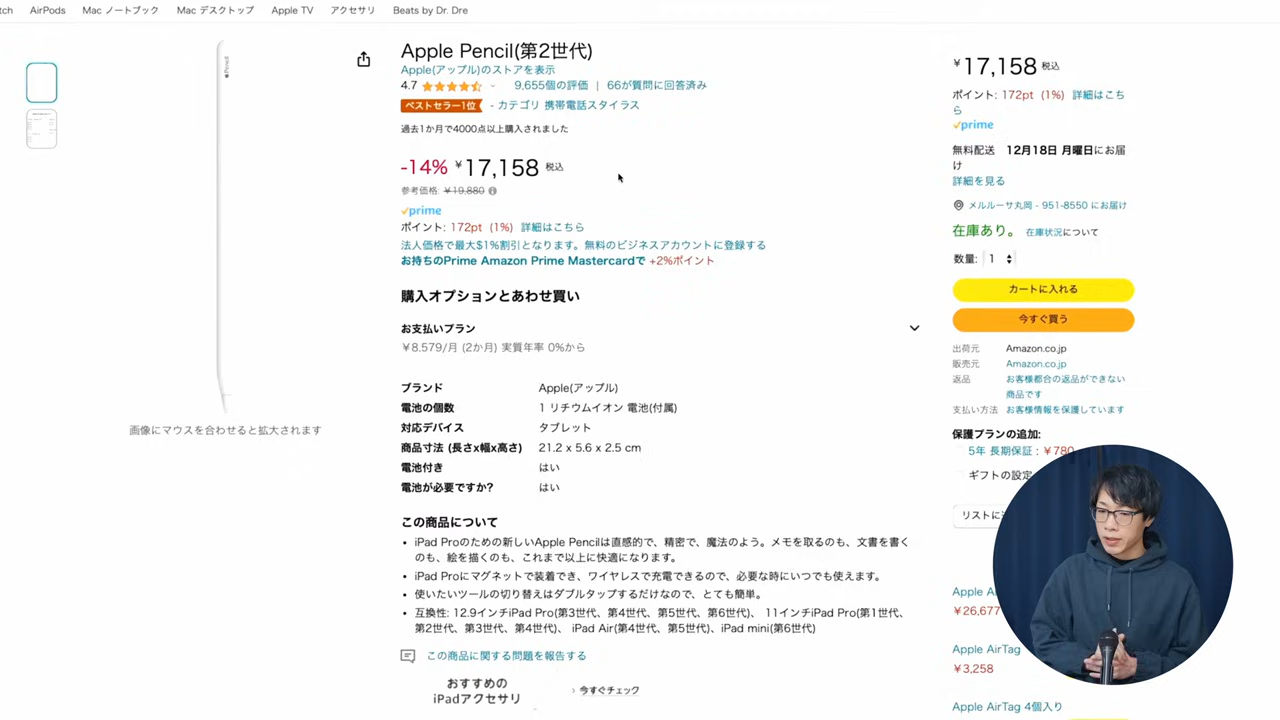 tch AirPods Mac ノートブック Mac デスクトップ Apple TV アクセサリ Beats by Dr. Dre
Pencil
Apple Pencil(第2世代)
Apple(アップル)のストアを表示
4.7 9,655個の評価 | 66が質問に回答済み
ベストセラー1位 - カテゴリ 携帯電話スタイラス
過去1か月で4000点以上購入されました
-14% ¥17,158 税込
参考価格: ¥19,880
prime
ポイント: 172pt (1%) 詳細はこちら
法人価格で最大$1%割引となります。無料のビジネスアカウントに登録する
お持ちのPrime Amazon Prime Mastercardで +2%ポイント
購入オプションとあわせ買い
お支払いプラン
¥8,579/月 (2か月) 実質年率 0%から
ブランド Apple(アップル)
電池の個数 1 リチウムイオン 電池(付属)
対応デバイス タブレット
商品寸法 (長さx幅x高さ) 21.2 x 5.6 x 2.5 cm
電池付き はい
電池が必要ですか? はい
この商品について
• iPad Proのための新しいApple Pencilは直感的で、精密で、魔法のよう。メモを取るのも、文書を書く
のも、絵を描くのも、これまで以上に快適になります。
• iPad Proにマグネットで装着でき、ワイヤレスで充電できるので、必要な時にいつでも使えます。
• 使いたいツールの切り替えはダブルタップするだけなので、とても簡単。
• 互換性: 12.9インチiPad Pro(第3世代、第4世代、第5世代、第6世代)、 11インチiPad Pro(第1世代、
第2世代、第3世代、第4世代)、 iPad Air(第4世代、第5世代)、iPad mini(第6世代)
この商品に関する問題を報告する
おすすめの
iPadアクセサリ
› 今すぐチェック
画像にマウスを合わせると拡大されます
¥17,158 税込
ポイント: 172pt (1%) 詳細はこち
ら
prime
無料配送 12月18日 月曜日にお届
け
詳細を見る
メルルーサ丸岡 - 951-8550 にお届け
在庫あり。 在庫状況について
数量: 1
カートに入れる
今すぐ買う
出荷元 Amazon.co.jp
販売元 Amazon.co.jp
返品 お客様都合の返品ができない
商品です
支払い方法 お客様情報を保護しています
保護プランの追加:
5年 長期保証 : ¥780
ギフトの設定
リストに
Apple
¥26,677
Apple AirTag
¥3,258
Apple AirTag 4個入り